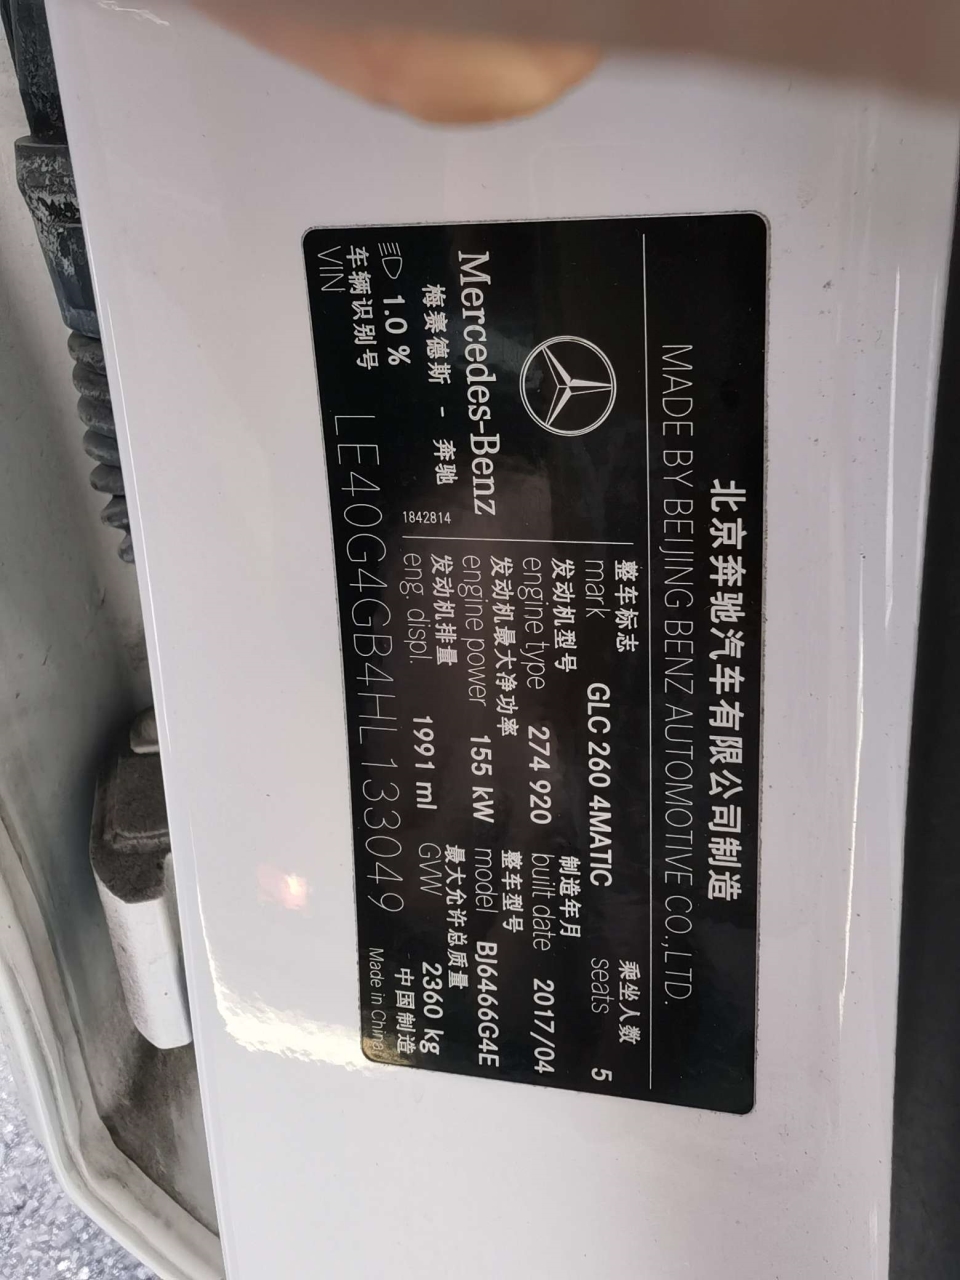 北京奔驰汽车有限公司制造
MADE BY BEIJING BENZ AUTOMOTIVE CO.,LTD.
Mercedes-Benz
梅赛德斯 - 奔驰
1.0 %
1842814
整车标志
mark GLC 260 4MATIC
乘坐人数
seats 5
发动机型号
engine type 274 920
制造年月
built date 2017/04
发动机最大净功率
engine power 155 kW
整车型号
model BJ6466G4E
发动机排量
eng. displ. 1991 ml
最大允许总质量
GVW 2360 kg
车辆识别号
VIN LE40G4GB4HL133049
中国制造
Made in China